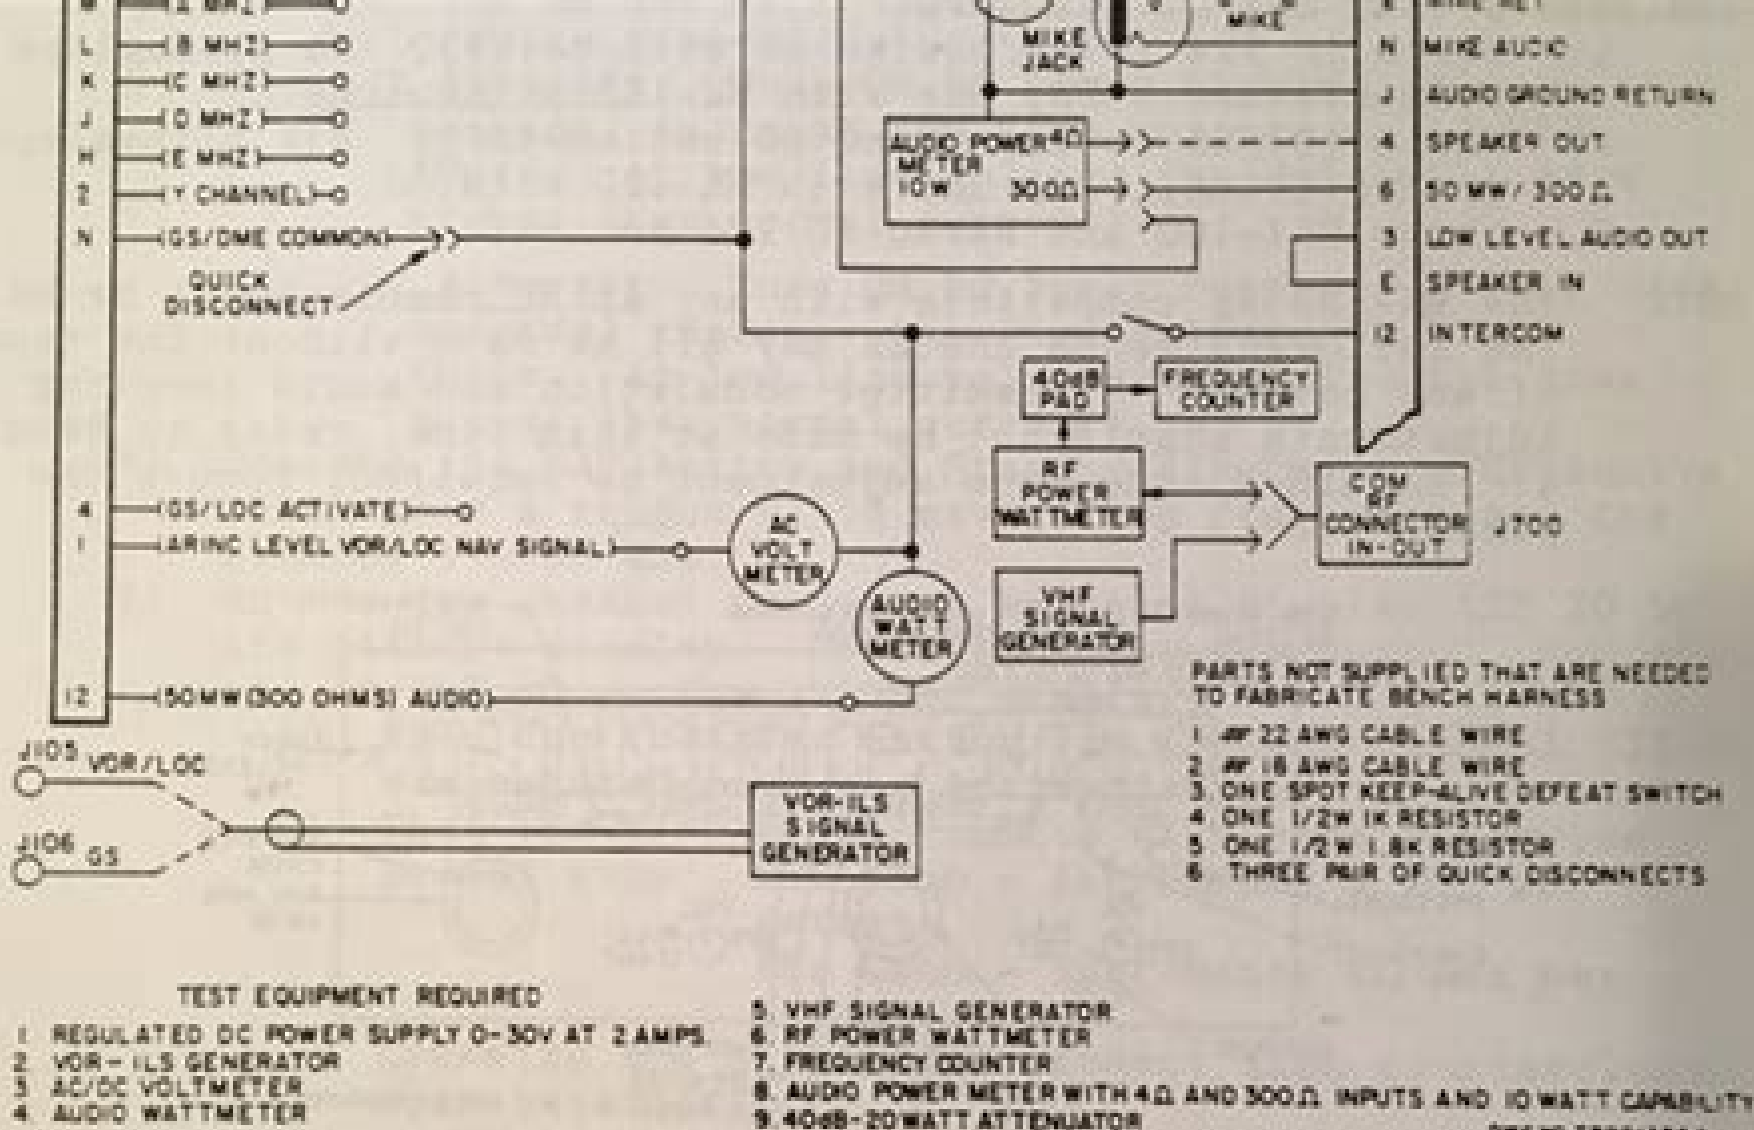 L (B MHZ)
K (C MHZ)
J (D MHZ)
H (E MHZ)
2 (Y CHANNEL)
N (GS/DME COMMON)
QUICK
DISCONNECT
4 (GS/LOC ACTIVATE)
1 (ARINC LEVEL VOR/LOC NAV SIGNAL)
12 (50MW (300 OHMS) AUDIO)
AC
VOLT
METER
AUDIO
WATT
METER
MIKE
JACK
MIKE
N MIKE AUDIO
J AUDIO GROUND RETURN
AUDIO POWER 4Ω
METER
10W 300Ω
4 SPEAKER OUT
6 50MW/300Ω
3 LOW LEVEL AUDIO OUT
E SPEAKER IN
12 INTERCOM
40dB
PAD
FREQUENCY
COUNTER
RF
POWER
WATTMETER
COM
RF
CONNECTOR
IN-OUT
J700
VHF
SIGNAL
GENERATOR
J105 VOR/LOC
J106 GS
VOR-ILS
SIGNAL
GENERATOR
PARTS NOT SUPPLIED THAT ARE NEEDED
TO FABRICATE BENCH HARNESS
1 22 AWG CABLE WIRE
2 18 AWG CABLE WIRE
3. ONE SPDT KEEP-ALIVE DEFEAT SWITCH
4 ONE 1/2W 1K RESISTOR
5 ONE 1/2W 1.8K RESISTOR
6 THREE PAIR OF QUICK DISCONNECTS
TEST EQUIPMENT REQUIRED
1 REGULATED DC POWER SUPPLY 0-30V AT 2 AMPS.
2 VOR-ILS GENERATOR
3 AC/DC VOLTMETER
4. AUDIO WATTMETER
5. VHF SIGNAL GENERATOR
6. RF POWER WATTMETER
7. FREQUENCY COUNTER
8. AUDIO POWER METER WITH 4Ω AND 300Ω INPUTS AND 10 WATT CAPABILITY
9. 40dB-20WATT ATTENUATOR